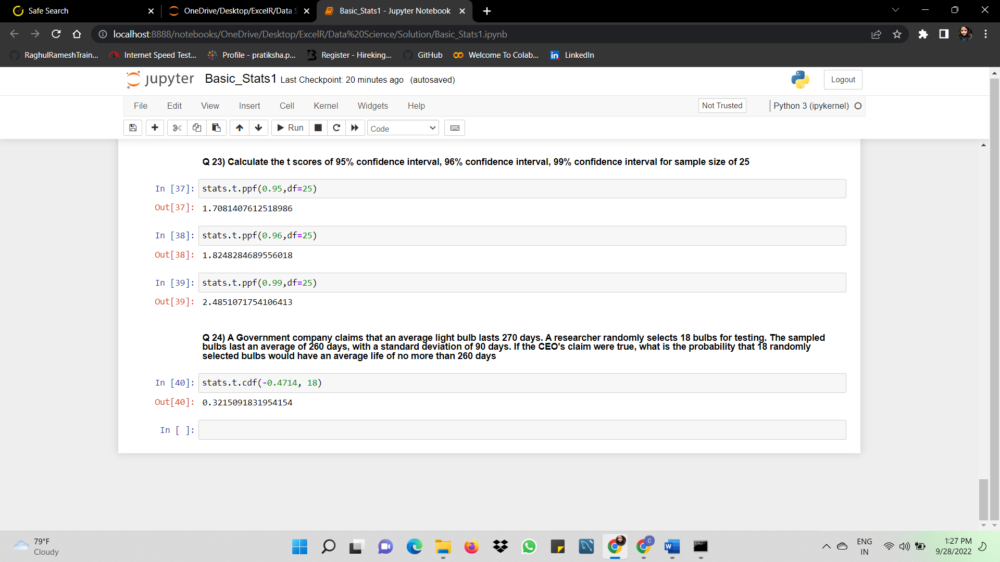 Safe Search
OneDrive/Desktop/ExcelR/Data S
Basic_Stats1 - Jupyter Notebook
localhost:8888/notebooks/OneDrive/Desktop/ExcelR/Data%20Science/Solution/Basic_Stats1.ipynb
RaghulRameshTrain...
Internet Speed Test...
Profile - pratiksha.p...
Register - Hireking...
GitHub
Welcome To Colab...
LinkedIn
jupyter Basic_Stats1 Last Checkpoint: 20 minutes ago (autosaved)
Logout
File Edit View Insert Cell Kernel Widgets Help
Not Trusted
Python 3 (ipykernel)
Run
Code
Q 23) Calculate the t scores of 95% confidence interval, 96% confidence interval, 99% confidence interval for sample size of 25
In [37]: stats.t.ppf(0.95,df=25)
Out[37]: 1.7081407612518986
In [38]: stats.t.ppf(0.96,df=25)
Out[38]: 1.8248284689556018
In [39]: stats.t.ppf(0.99,df=25)
Out[39]: 2.4851071754106413
Q 24) A Government company claims that an average light bulb lasts 270 days. A researcher randomly selects 18 bulbs for testing. The sampled
bulbs last an average of 260 days, with a standard deviation of 90 days. If the CEO's claim were true, what is the probability that 18 randomly
selected bulbs would have an average life of no more than 260 days
In [40]: stats.t.cdf(-0.4714, 18)
Out[40]: 0.3215091831954154
In [ ]:
79°F
Cloudy
ENG
IN
1:27 PM
9/28/2022